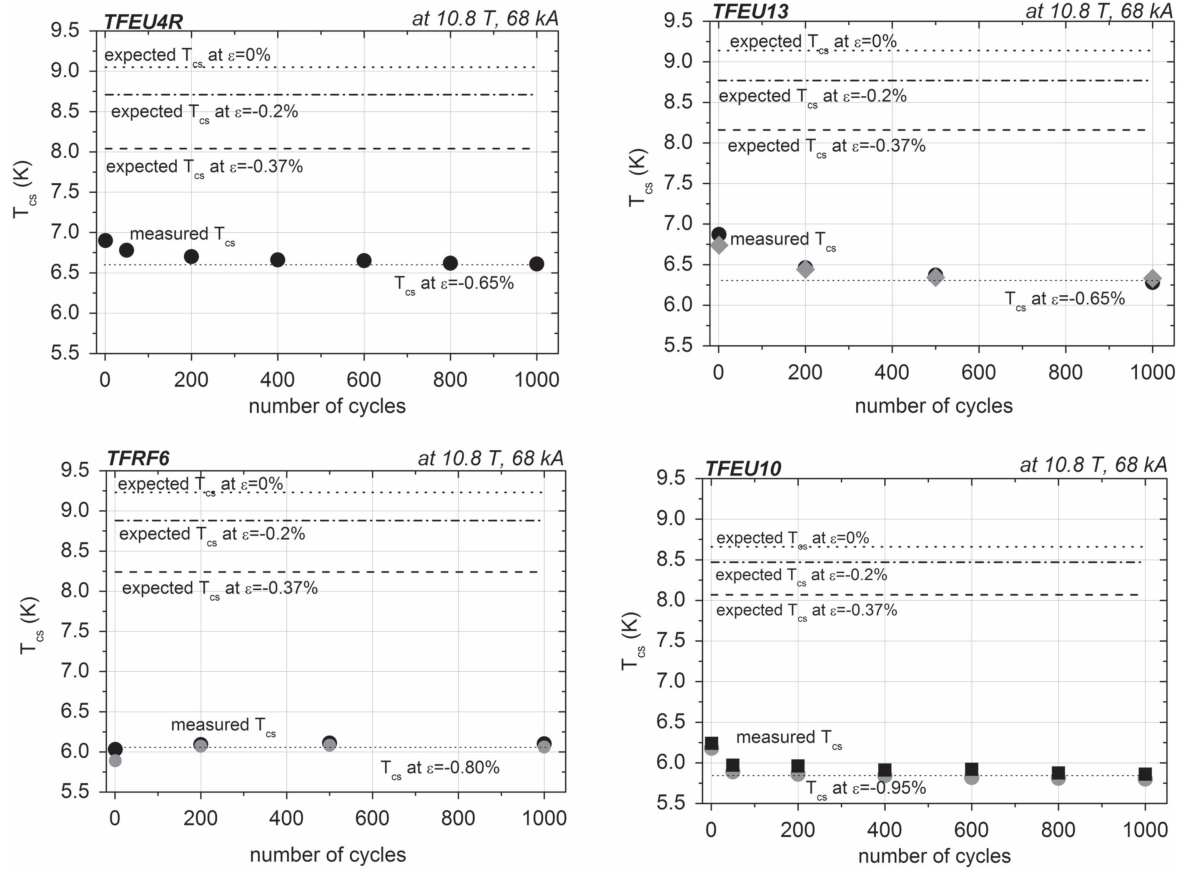 TFEU4R
at 10.8 T, 68 kA
9.5
9.0
8.5
8.0
7.5
7.0
6.5
6.0
5.5
T_cs (K)
expected T_cs at ε=0%
expected T_cs at ε=-0.2%
expected T_cs at ε=-0.37%
measured T_cs
T_cs at ε=-0.65%
0 200 400 600 800 1000
number of cycles
TFEU13
at 10.8 T, 68 kA
9.5
9.0
8.5
8.0
7.5
7.0
6.5
6.0
5.5
T_cs (K)
expected T_cs at ε=0%
expected T_cs at ε=-0.2%
expected T_cs at ε=-0.37%
measured T_cs
T_cs at ε=-0.65%
0 200 400 600 800 1000
number of cycles
TFRF6
at 10.8 T, 68 kA
9.5
9.0
8.5
8.0
7.5
7.0
6.5
6.0
5.5
T_cs (K)
expected T_cs at ε=0%
expected T_cs at ε=-0.2%
expected T_cs at ε=-0.37%
measured T_cs
T_cs at ε=-0.80%
0 200 400 600 800 1000
number of cycles
TFEU10
at 10.8 T, 68 kA
9.5
9.0
8.5
8.0
7.5
7.0
6.5
6.0
5.5
T_cs (K)
expected T_cs at ε=0%
expected T_cs at ε=-0.2%
expected T_cs at ε=-0.37%
measured T_cs
T_cs at ε=-0.95%
0 200 400 600 800 1000
number of cycles